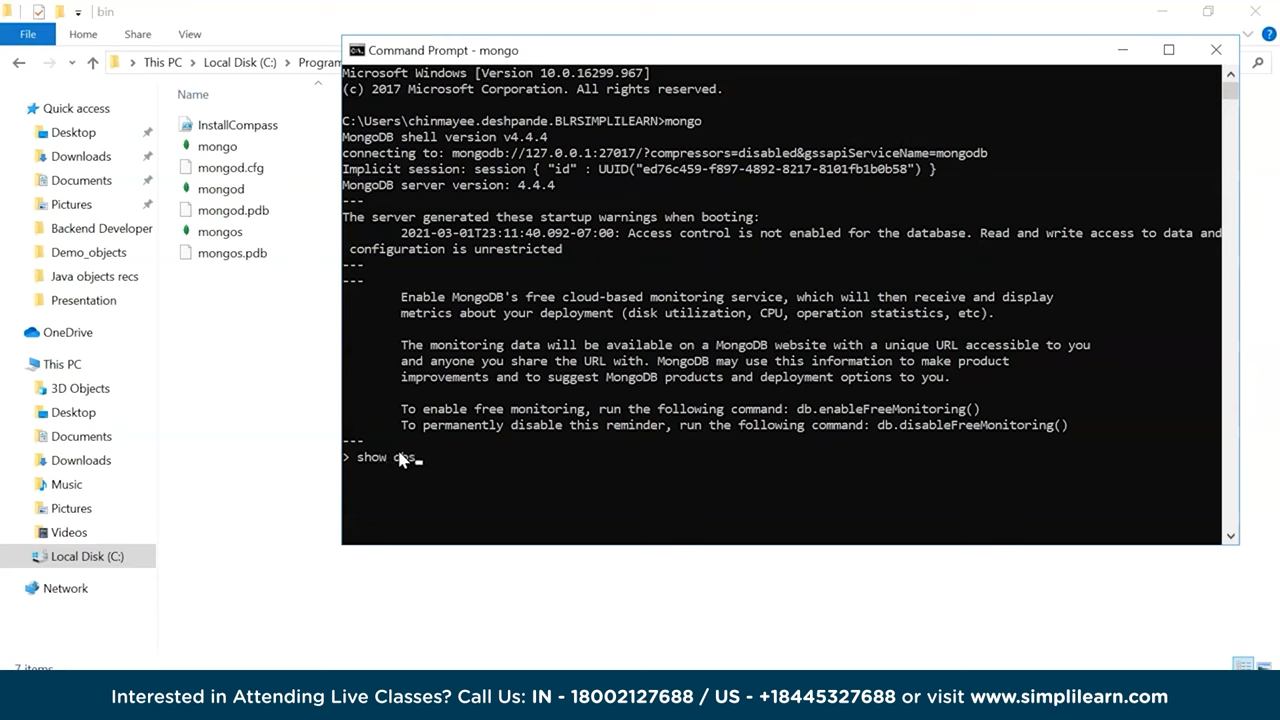 bin
File
Home
Share
View
This PC
Local Disk (C:)
Program
Name
Quick access
Desktop
Downloads
Documents
Pictures
Backend Developer
Demo_objects
Java objects recs
Presentation
OneDrive
This PC
3D Objects
Desktop
Documents
Downloads
Music
Pictures
Videos
Local Disk (C:)
Network
7 items
InstallCompass
mongo
mongod.cfg
mongod
mongod.pdb
mongos
mongos.pdb
Command Prompt - mongo
Microsoft Windows [Version 10.0.16299.967]
(c) 2017 Microsoft Corporation. All rights reserved.
C:\Users\chinmayee.deshpande.BLRSIMPLILEARN>mongo
MongoDB shell version v4.4.4
connecting to: mongodb://127.0.0.1:27017/?compressors=disabled&gssapiServiceName=mongodb
Implicit session: session { "id" : UUID("ed76c459-f897-4892-8217-8101fb1b0b58") }
MongoDB server version: 4.4.4
---
The server generated these startup warnings when booting:
2021-03-01T23:11:40.092-07:00: Access control is not enabled for the database. Read and write access to data and
configuration is unrestricted
---
---
Enable MongoDB's free cloud-based monitoring service, which will then receive and display
metrics about your deployment (disk utilization, CPU, operation statistics, etc).
The monitoring data will be available on a MongoDB website with a unique URL accessible to you
and anyone you share the URL with. MongoDB may use this information to make product
improvements and to suggest MongoDB products and deployment options to you.
To enable free monitoring, run the following command: db.enableFreeMonitoring()
To permanently disable this reminder, run the following command: db.disableFreeMonitoring()
---
> show dbs_
Interested in Attending Live Classes? Call Us: IN - 18002127688 / US - +18445327688 or visit www.simplilearn.com